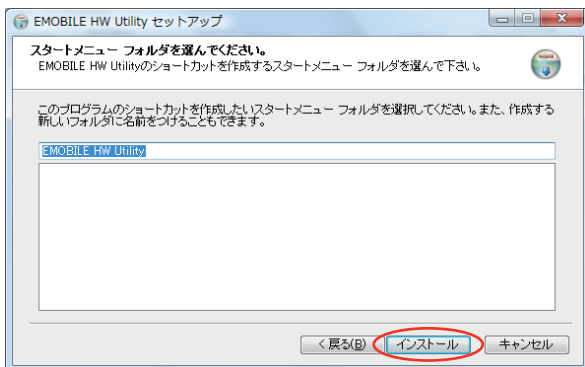 EMOBILE HW Utility セットアップ
スタートメニュー フォルダを選んでください。
EMOBILE HW Utilityのショートカットを作成するスタートメニュー フォルダを選んで下さい。
このプログラムのショートカットを作成したいスタートメニュー フォルダを選択してください。また、作成する
新しいフォルダに名前をつけることもできます。
EMOBILE HW Utility
< 戻る(B)
インストール
キャンセル